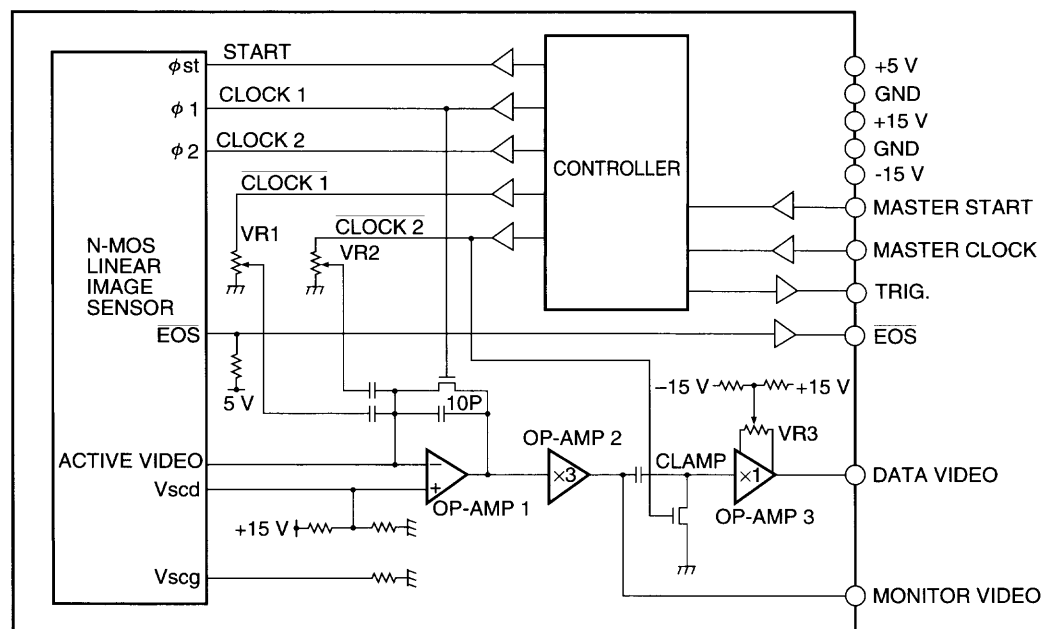 START
φst
CLOCK 1
φ1
CLOCK 2
φ2
CLOCK 1
CLOCK 2
VR1
VR2
N-MOS
LINEAR
IMAGE
SENSOR
EOS
5 V
10P
ACTIVE VIDEO
Vscd
+15 V
Vscg
OP-AMP 1
OP-AMP 2
×3
CLAMP
−15 V
+15 V
VR3
×1
OP-AMP 3
CONTROLLER
+5 V
GND
+15 V
GND
-15 V
MASTER START
MASTER CLOCK
TRIG.
EOS
DATA VIDEO
MONITOR VIDEO